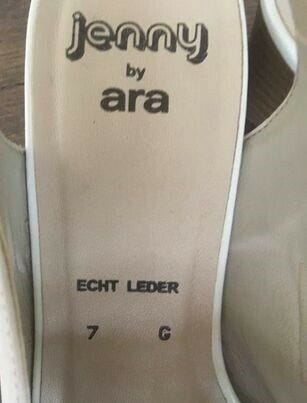 jenny
by
ara
ECHT LEDER
7 G